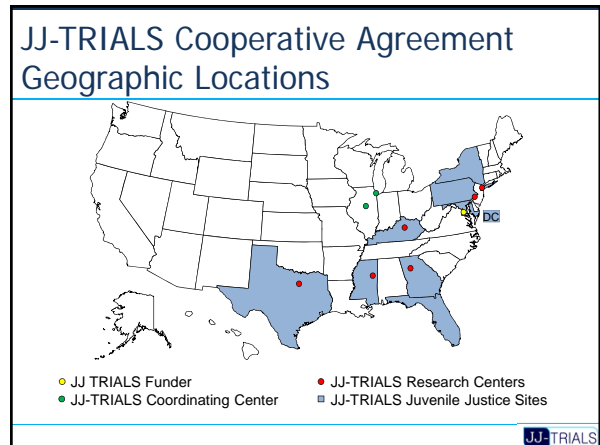 JJ-TRIALS Cooperative Agreement
Geographic Locations
DC
JJ TRIALS Funder
JJ-TRIALS Research Centers
JJ-TRIALS Coordinating Center
JJ-TRIALS Juvenile Justice Sites
JJ-TRIALS